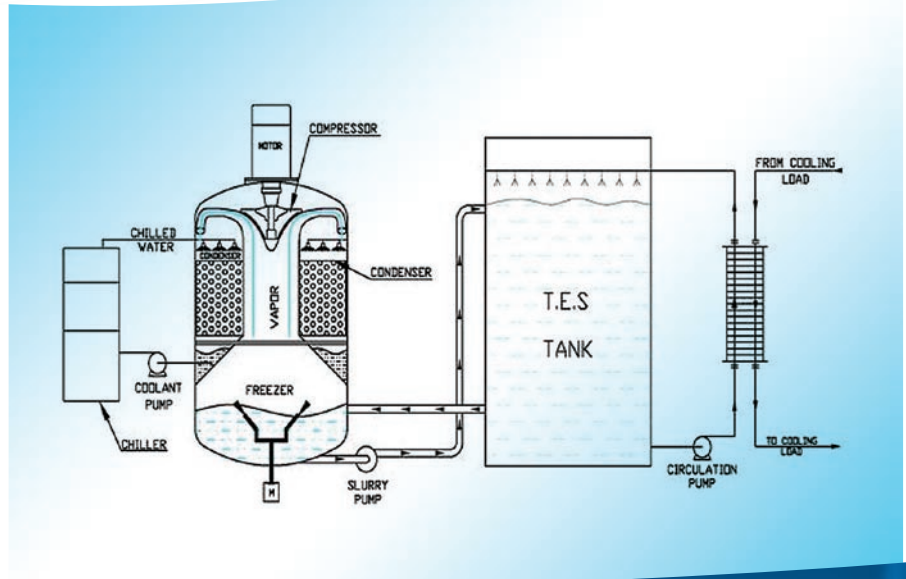 MOTOR
COMPRESSOR
FROM COOLING
LOAD
CHILLED
WATER
CONDENSER
CONDENSER
VAPOR
T.E.S
TANK
FREEZER
COOLANT
PUMP
CHILLER
M
SLURRY
PUMP
CIRCULATION
PUMP
TO COOLING
LOAD